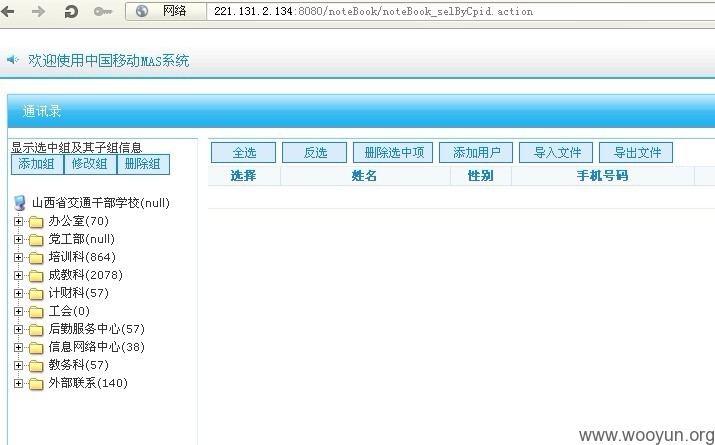 网络 221.131.2.134:8080/noteBook/noteBook_selByCpid.action
欢迎使用中国移动MAS系统
通讯录
显示选中组及其子组信息
添加组 修改组 删除组
全选 反选 删除选中项 添加用户 导入文件 导出文件
选择 姓名 性别 手机号码
山西省交通干部学校(null)
办公室(70)
党工部(null)
培训科(864)
成教科(2078)
计财科(57)
工会(0)
后勤服务中心(57)
信息网络中心(38)
教务科(57)
外部联系(140)
www.wooyun.org